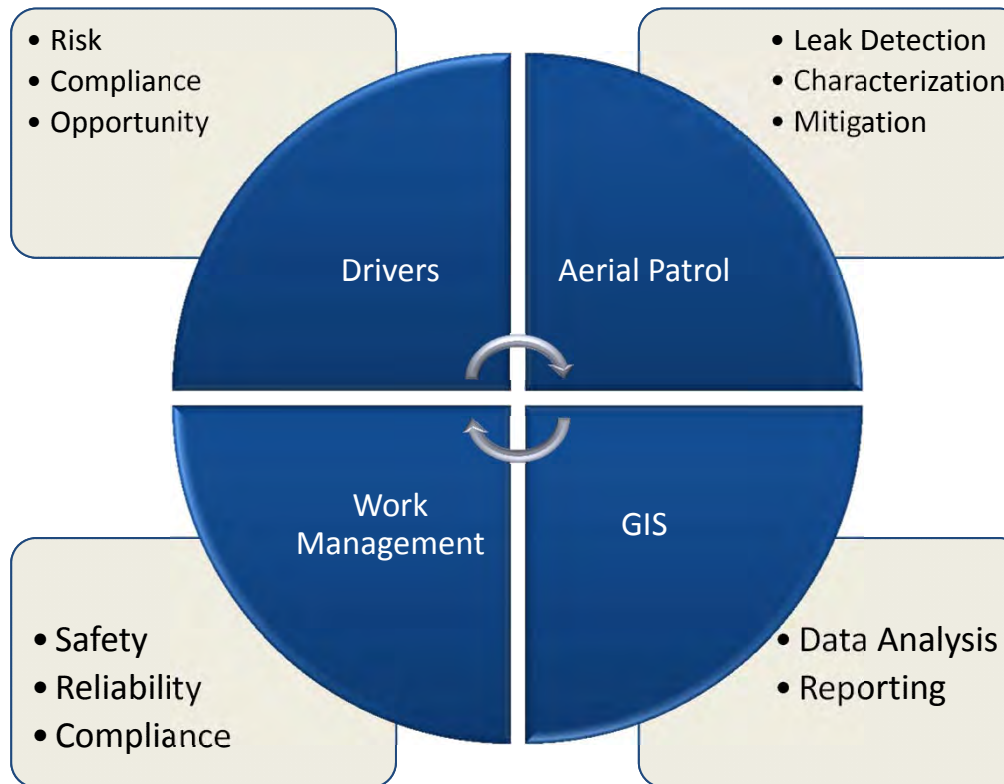 • Risk
• Compliance
• Opportunity
• Leak Detection
• Characterization
• Mitigation
Drivers
Aerial Patrol
Work
Management
GIS
• Safety
• Reliability
• Compliance
• Data Analysis
• Reporting